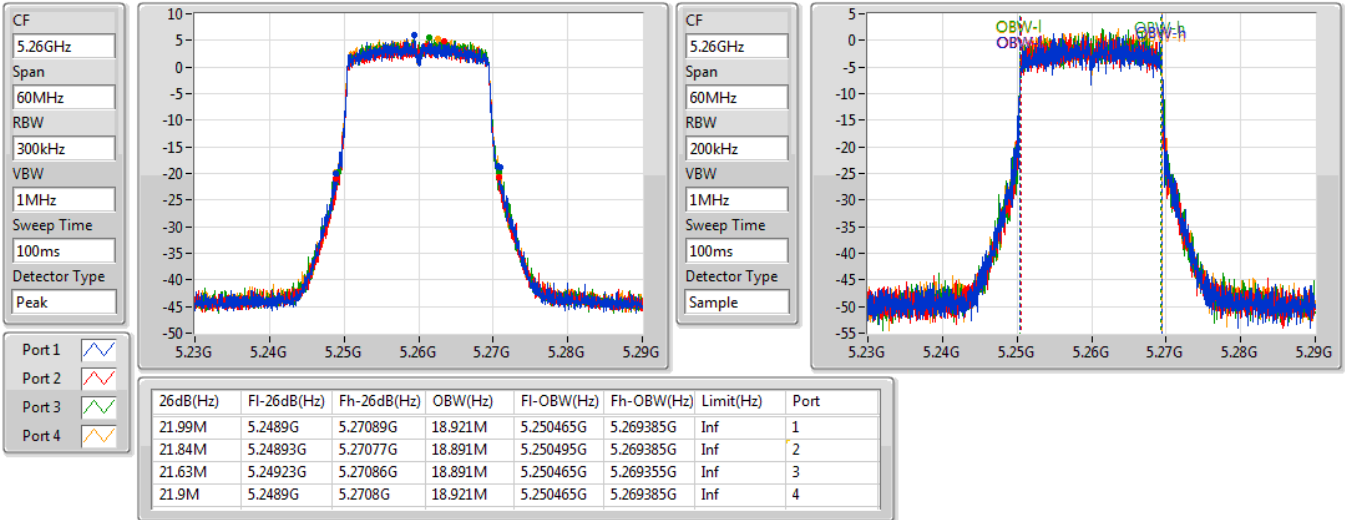 CF
5.26GHz
Span
60MHz
RBW
300kHz
VBW
1MHz
Sweep Time
100ms
Detector Type
Peak
10
5
0
-5
-10
-15
-20
-25
-30
-35
-40
-45
-50
5.23G 5.24G 5.25G 5.26G 5.27G 5.28G 5.29G
CF
5.26GHz
Span
60MHz
RBW
200kHz
VBW
1MHz
Sweep Time
100ms
Detector Type
Sample
5
0
-5
-10
-15
-20
-25
-30
-35
-40
-45
-50
-55
OBW-l
OBW-h
5.23G 5.24G 5.25G 5.26G 5.27G 5.28G 5.29G
Port 1
Port 2
Port 3
Port 4
26dB(Hz) Fl-26dB(Hz) Fh-26dB(Hz) OBW(Hz) Fl-OBW(Hz) Fh-OBW(Hz) Limit(Hz) Port
21.99M 5.2489G 5.27089G 18.921M 5.250465G 5.269385G Inf 1
21.84M 5.24893G 5.27077G 18.891M 5.250495G 5.269385G Inf 2
21.63M 5.24923G 5.27086G 18.891M 5.250465G 5.269355G Inf 3
21.9M 5.2489G 5.2708G 18.921M 5.250465G 5.269385G Inf 4